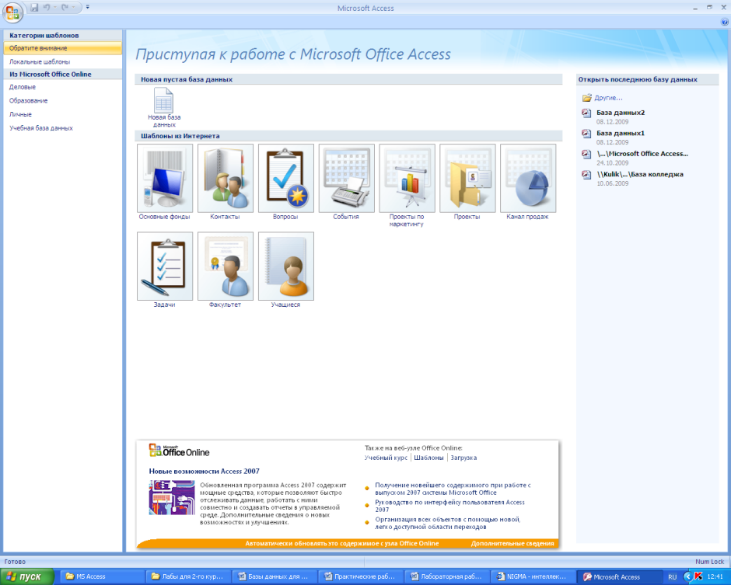 Microsoft Access
Категории шаблонов
Обратите внимание
Локальные шаблоны
Из Microsoft Office Online
Деловые
Образование
Личные
Учебная база данных
Приступая к работе с Microsoft Office Access
Новая пустая база данных
Новая база
данных
Шаблоны из Интернета
Основные фонды
Контакты
Вопросы
События
Проекты по
маркетингу
Проекты
Канал продаж
Задачи
Факультет
Учащиеся
Открыть последнюю базу данных
Другие...
База данных2
08.12.2009
База данных1
08.12.2009
\...\Microsoft Office Access...
24.10.2009
\\Kulik\...\База колледжа
10.06.2009
Microsoft
Office Online
Новые возможности Access 2007
Обновленная программа Access 2007 содержит
мощные средства, которые позволяют быстро
отслеживать данные, работать с ними
совместно и создавать отчеты в управляемой
среде. Дополнительные сведения о новых
возможностях и улучшениях.
Также на веб-узле Office Online:
Учебный курс | Шаблоны | Загрузка
Получение новейшего содержимого при работе с
выпуском 2007 системы Microsoft Office
Руководство по интерфейсу пользователя Access
2007
Организация всех объектов с помощью новой,
легко доступной области переходов
Автоматически обновлять это содержимое с узла Office Online
Дополнительные сведения
Готово
Num Lock
пуск
MS Access
Лабы для 2-го кур...
Базы данных для ...
Практические раб...
Лабораторная раб...
NIGMA - интеллек...
Microsoft Access
RU
12:41